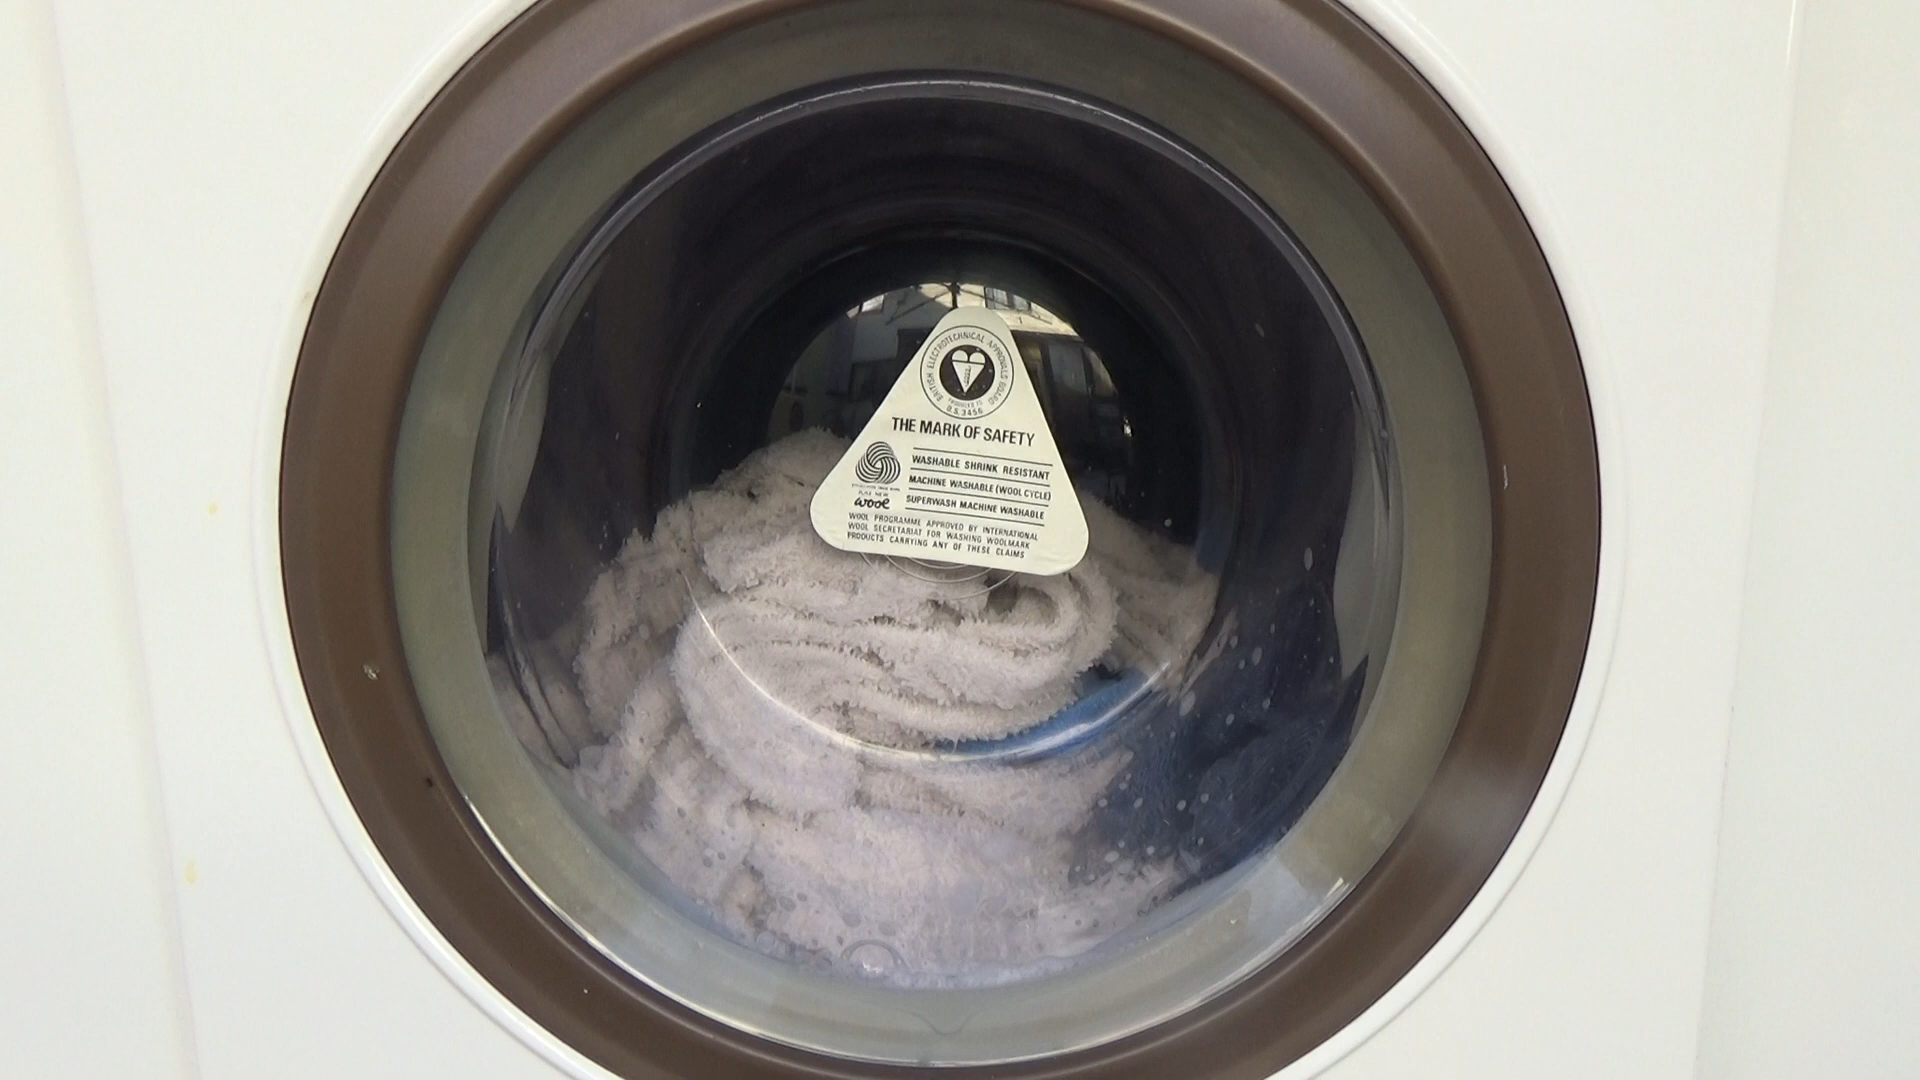 BRITISH ELECTROTECHNICAL APPROVALS BOARD
PRODUCED TO
B.S. 3456
THE MARK OF SAFETY
WASHABLE SHRINK RESISTANT
MACHINE WASHABLE (WOOL CYCLE)
SUPERWASH MACHINE WASHABLE
PURE NEW
wool
WOOL PROGRAMME APPROVED BY INTERNATIONAL
WOOL SECRETARIAT FOR WASHING WOOLMARK
PRODUCTS CARRYING ANY OF THESE CLAIMS